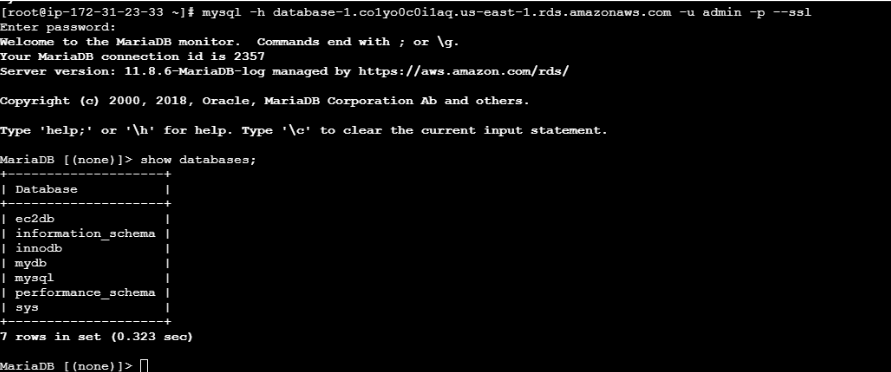 [root@ip-172-31-23-33 ~]# mysql -h database-1.co1yo0c0i1aq.us-east-1.rds.amazonaws.com -u admin -p --ssl
Enter password:
Welcome to the MariaDB monitor.  Commands end with ; or \g.
Your MariaDB connection id is 2357
Server version: 11.8.6-MariaDB-log managed by https://aws.amazon.com/rds/

Copyright (c) 2000, 2018, Oracle, MariaDB Corporation Ab and others.

Type 'help;' or '\h' for help. Type '\c' to clear the current input statement.

MariaDB [(none)]> show databases;
+--------------------+
| Database           |
+--------------------+
| ec2db              |
| information_schema |
| innodb             |
| mydb               |
| mysql              |
| performance_schema |
| sys                |
+--------------------+
7 rows in set (0.323 sec)

MariaDB [(none)]>